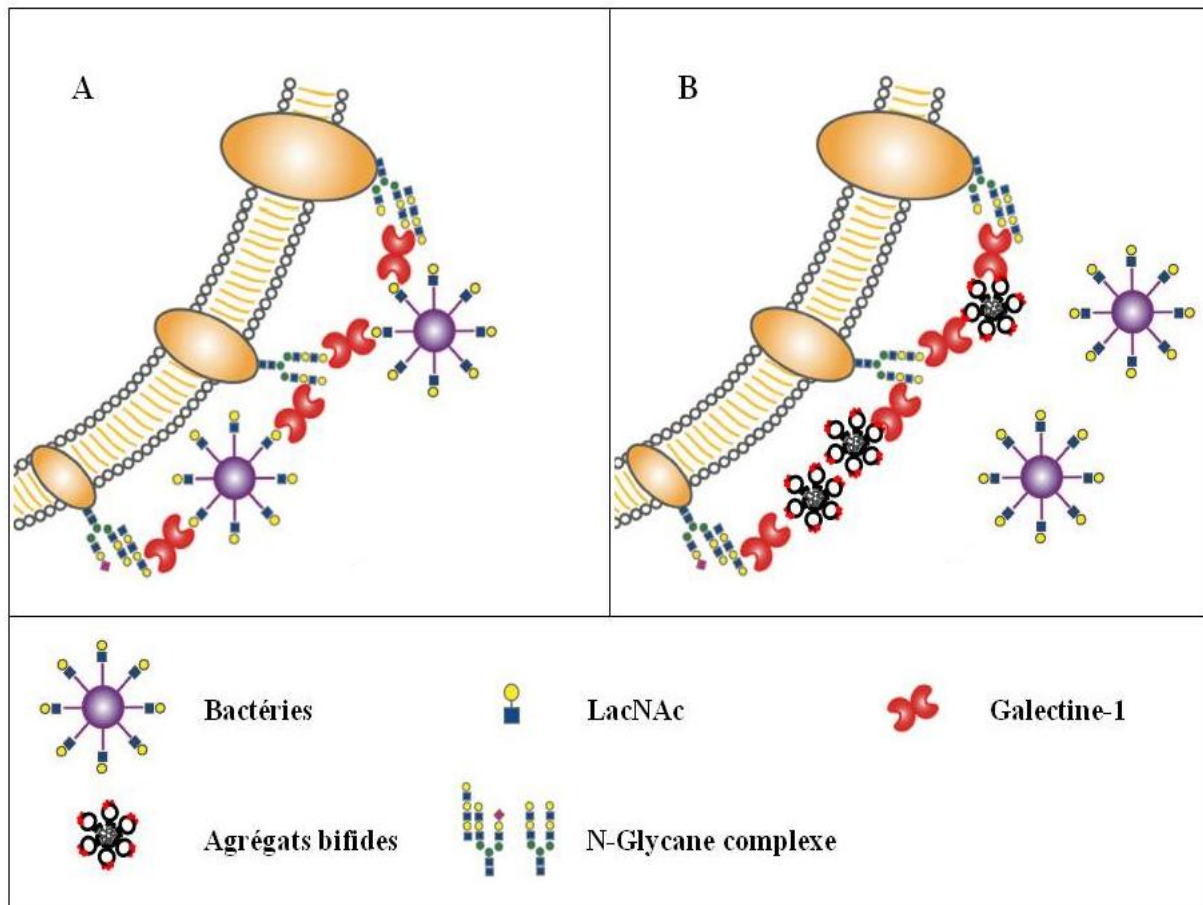 A
B
Bactéries
LacNAc
Galectine-1
Agrégats bifides
N-Glycane complexe